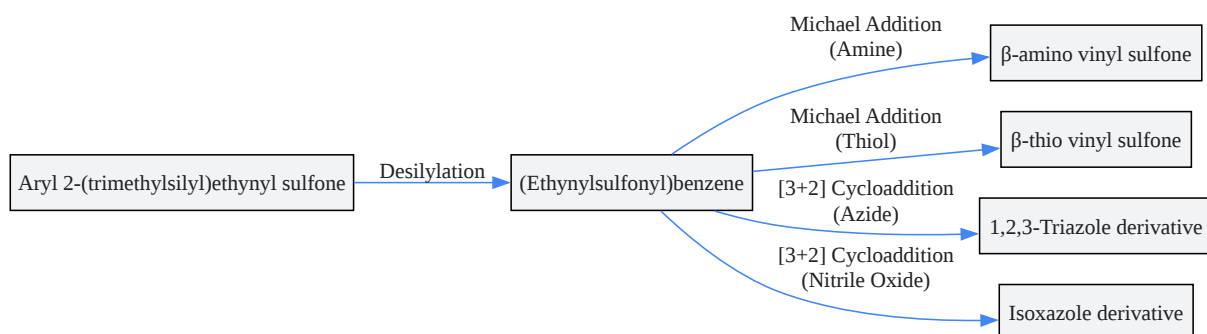 Aryl 2-(trimethylsilyl)ethynyl sulfone
Desilylation
(Ethynylsulfonyl)benzene
Michael Addition
(Amine)
β-amino vinyl sulfone
Michael Addition
(Thiol)
β-thio vinyl sulfone
[3+2] Cycloaddition
(Azide)
1,2,3-Triazole derivative
[3+2] Cycloaddition
(Nitrile Oxide)
Isoxazole derivative